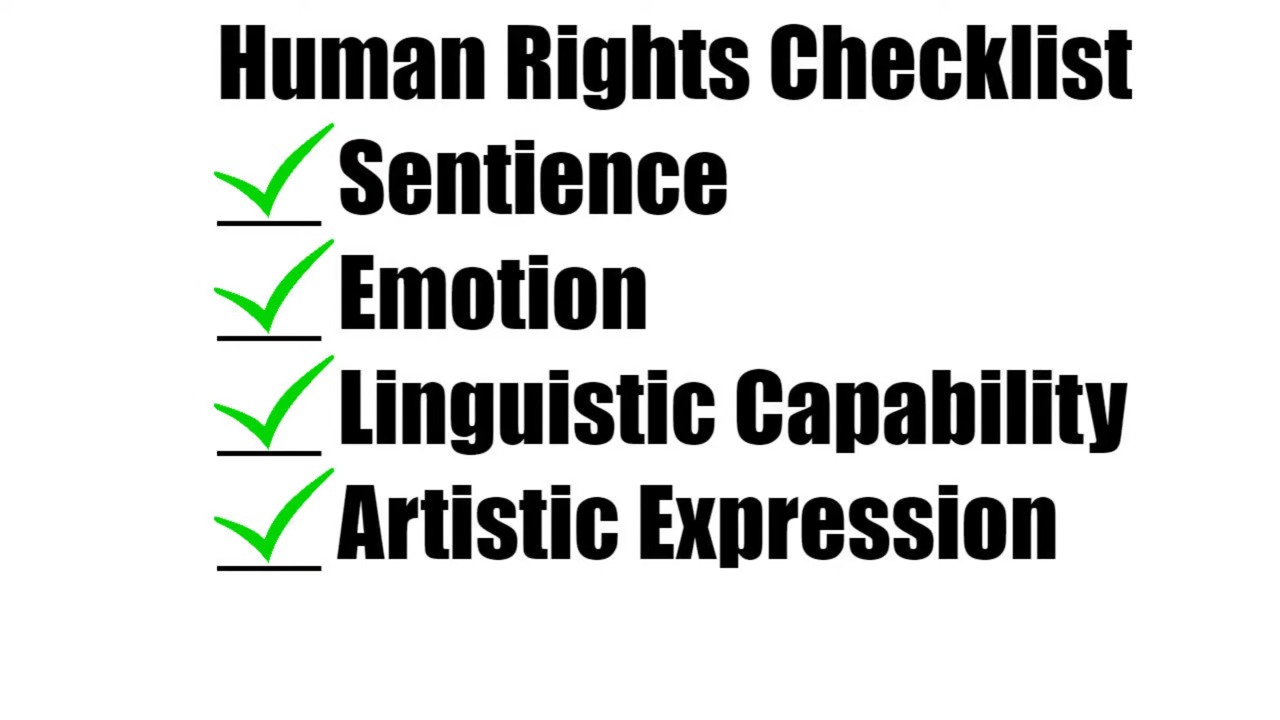 Human Rights Checklist
Sentience
Emotion
Linguistic Capability
Artistic Expression